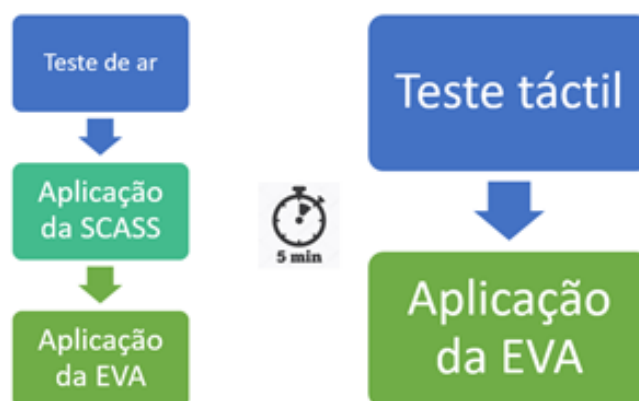 Teste de ar
Aplicação
da SCASS
Aplicação
da EVA
5 min
Teste táctil
Aplicação
da EVA